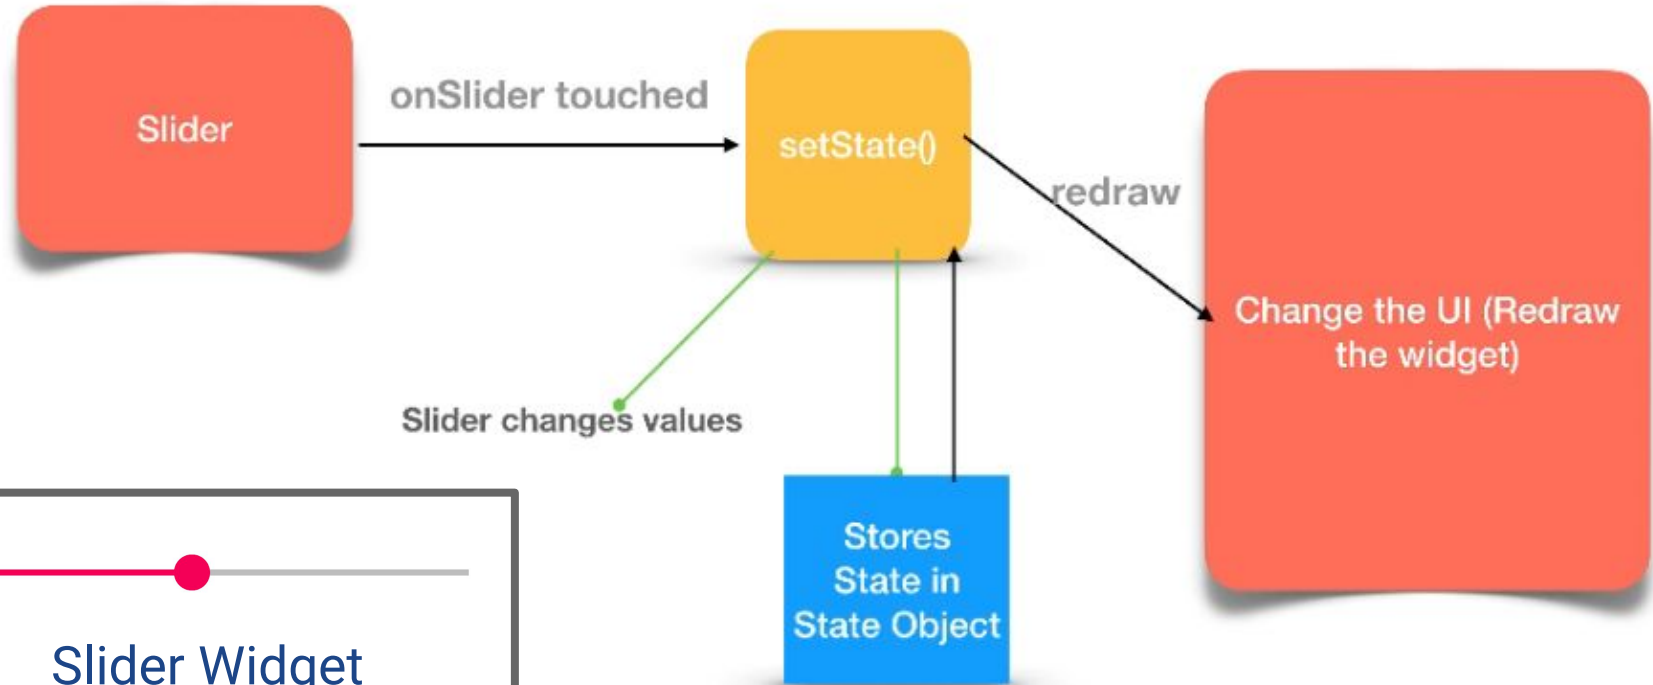 Slider
onSlider touched
setState()
redraw
Change the UI (Redraw
the widget)
Slider changes values
Stores
State in
State Object
Slider Widget